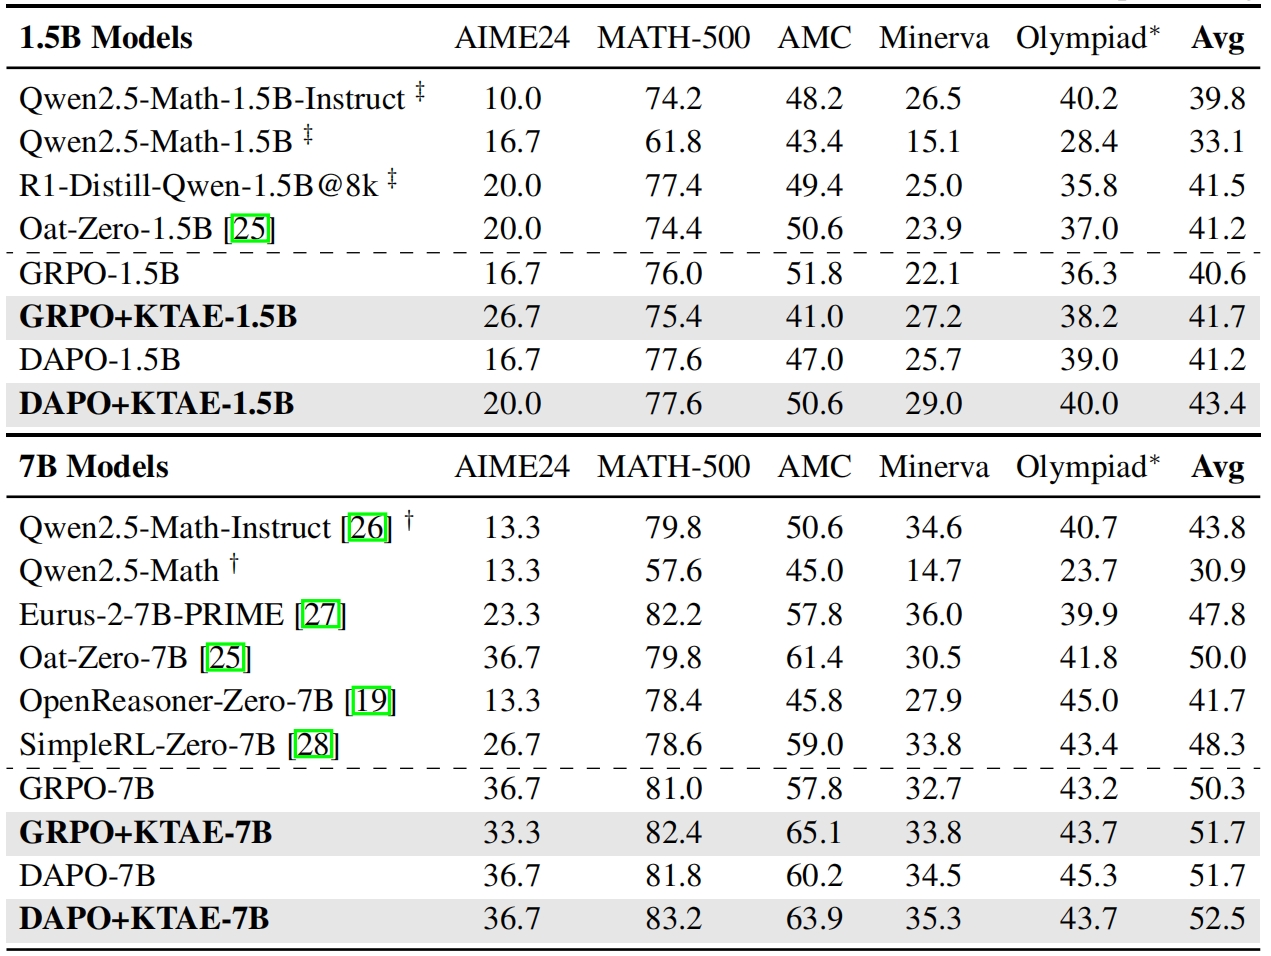 1.5B Models AIME24 MATH-500 AMC Minerva Olympiad* Avg
Qwen2.5-Math-1.5B-Instruct ‡ 10.0 74.2 48.2 26.5 40.2 39.8
Qwen2.5-Math-1.5B ‡ 16.7 61.8 43.4 15.1 28.4 33.1
R1-Distill-Qwen-1.5B@8k ‡ 20.0 77.4 49.4 25.0 35.8 41.5
Oat-Zero-1.5B [25] 20.0 74.4 50.6 23.9 37.0 41.2
GRPO-1.5B 16.7 76.0 51.8 22.1 36.3 40.6
GRPO+KTAE-1.5B 26.7 75.4 41.0 27.2 38.2 41.7
DAPO-1.5B 16.7 77.6 47.0 25.7 39.0 41.2
DAPO+KTAE-1.5B 20.0 77.6 50.6 29.0 40.0 43.4
7B Models AIME24 MATH-500 AMC Minerva Olympiad* Avg
Qwen2.5-Math-Instruct [26] † 13.3 79.8 50.6 34.6 40.7 43.8
Qwen2.5-Math † 13.3 57.6 45.0 14.7 23.7 30.9
Eurus-2-7B-PRIME [27] 23.3 82.2 57.8 36.0 39.9 47.8
Oat-Zero-7B [25] 36.7 79.8 61.4 30.5 41.8 50.0
OpenReasoner-Zero-7B [19] 13.3 78.4 45.8 27.9 45.0 41.7
SimpleRL-Zero-7B [28] 26.7 78.6 59.0 33.8 43.4 48.3
GRPO-7B 36.7 81.0 57.8 32.7 43.2 50.3
GRPO+KTAE-7B 33.3 82.4 65.1 33.8 43.7 51.7
DAPO-7B 36.7 81.8 60.2 34.5 45.3 51.7
DAPO+KTAE-7B 36.7 83.2 63.9 35.3 43.7 52.5